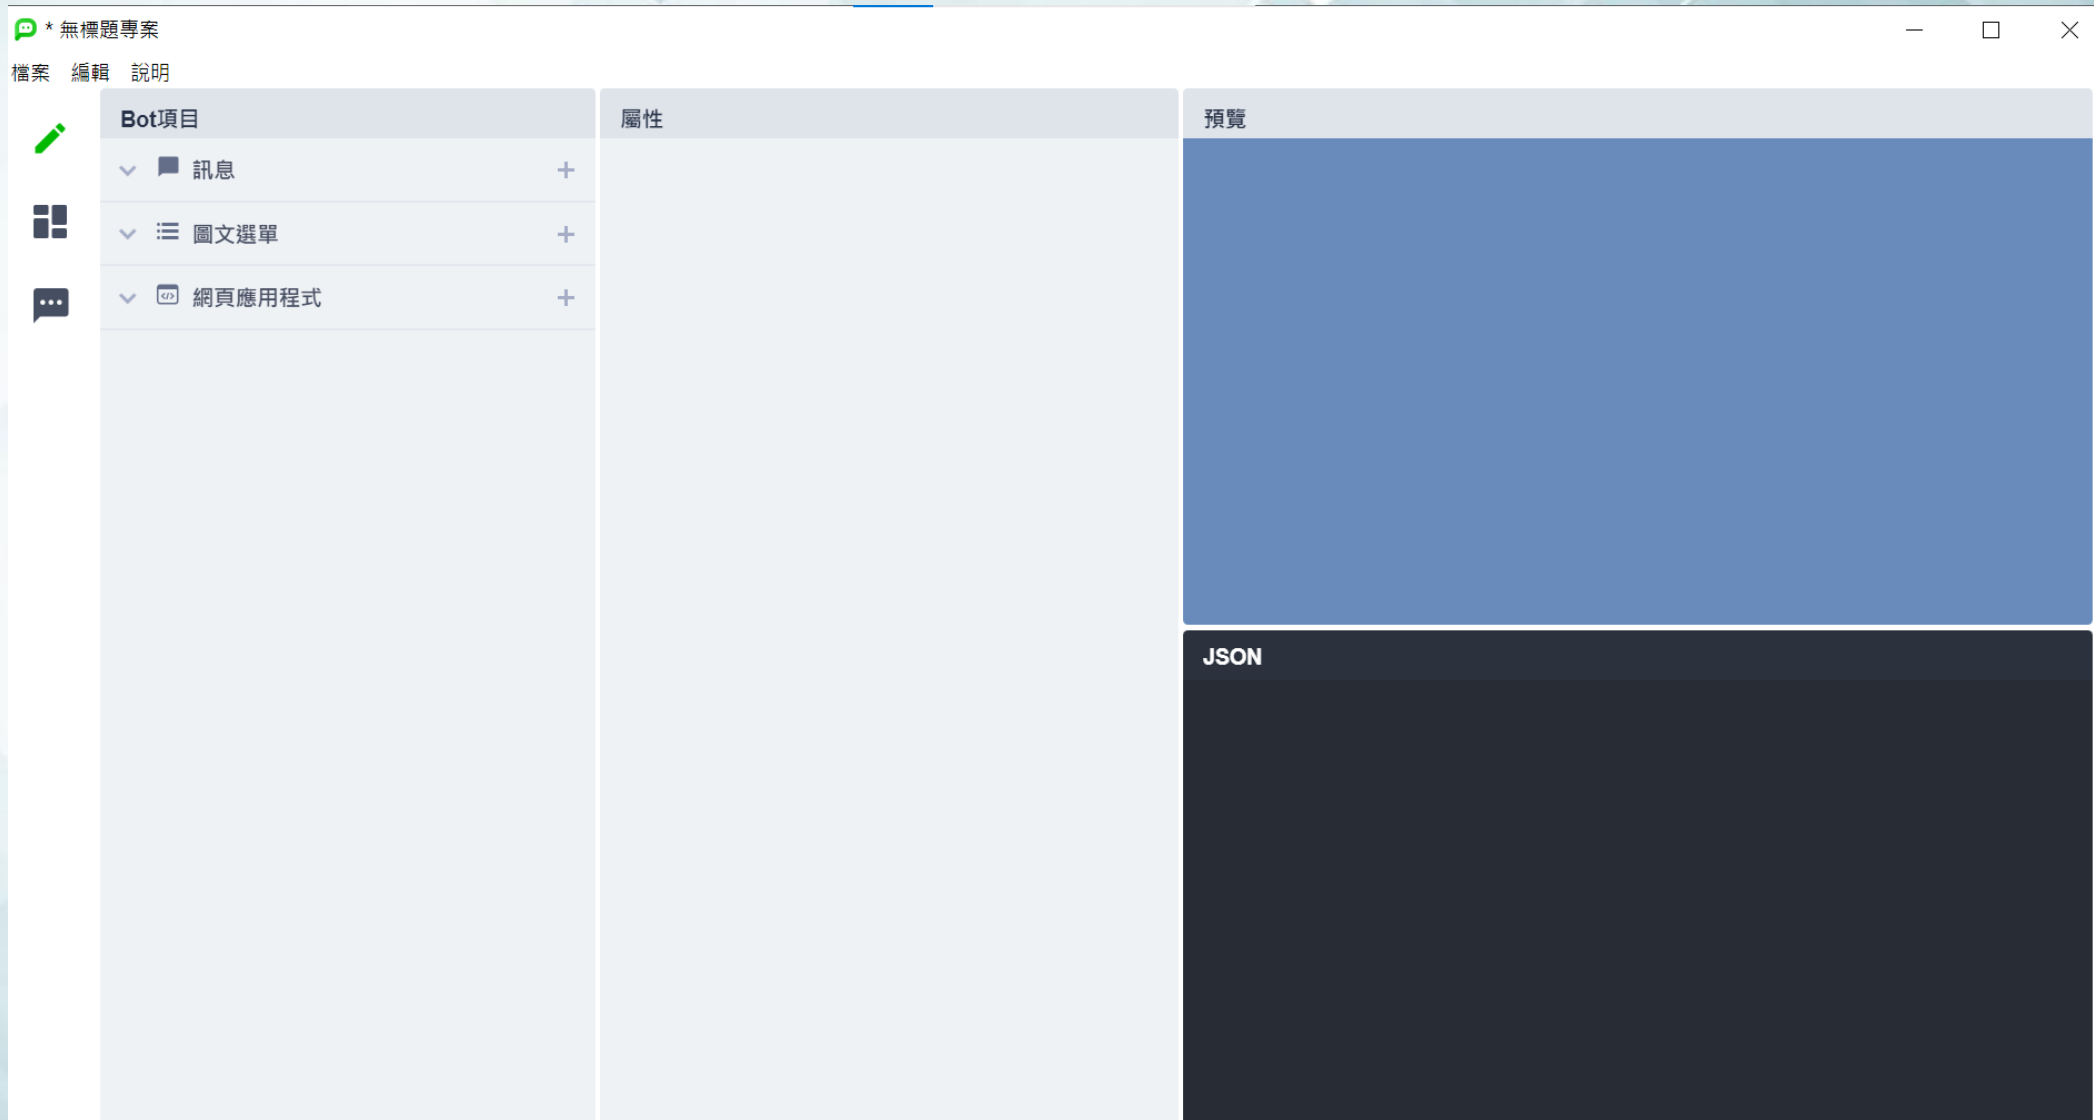 * 無標題專案
檔案 編輯 說明
Bot項目
訊息
圖文選單
網頁應用程式
屬性
預覽
JSON